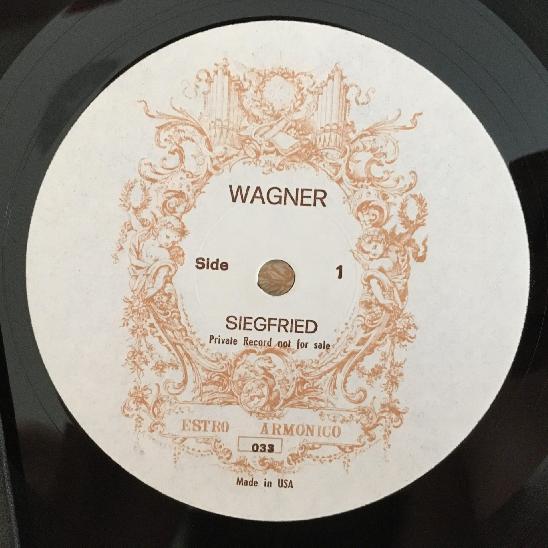 WAGNER
Side 1
SIEGFRIED
Private Record not for sale
ESTRO ARMONICO
033
Made in USA